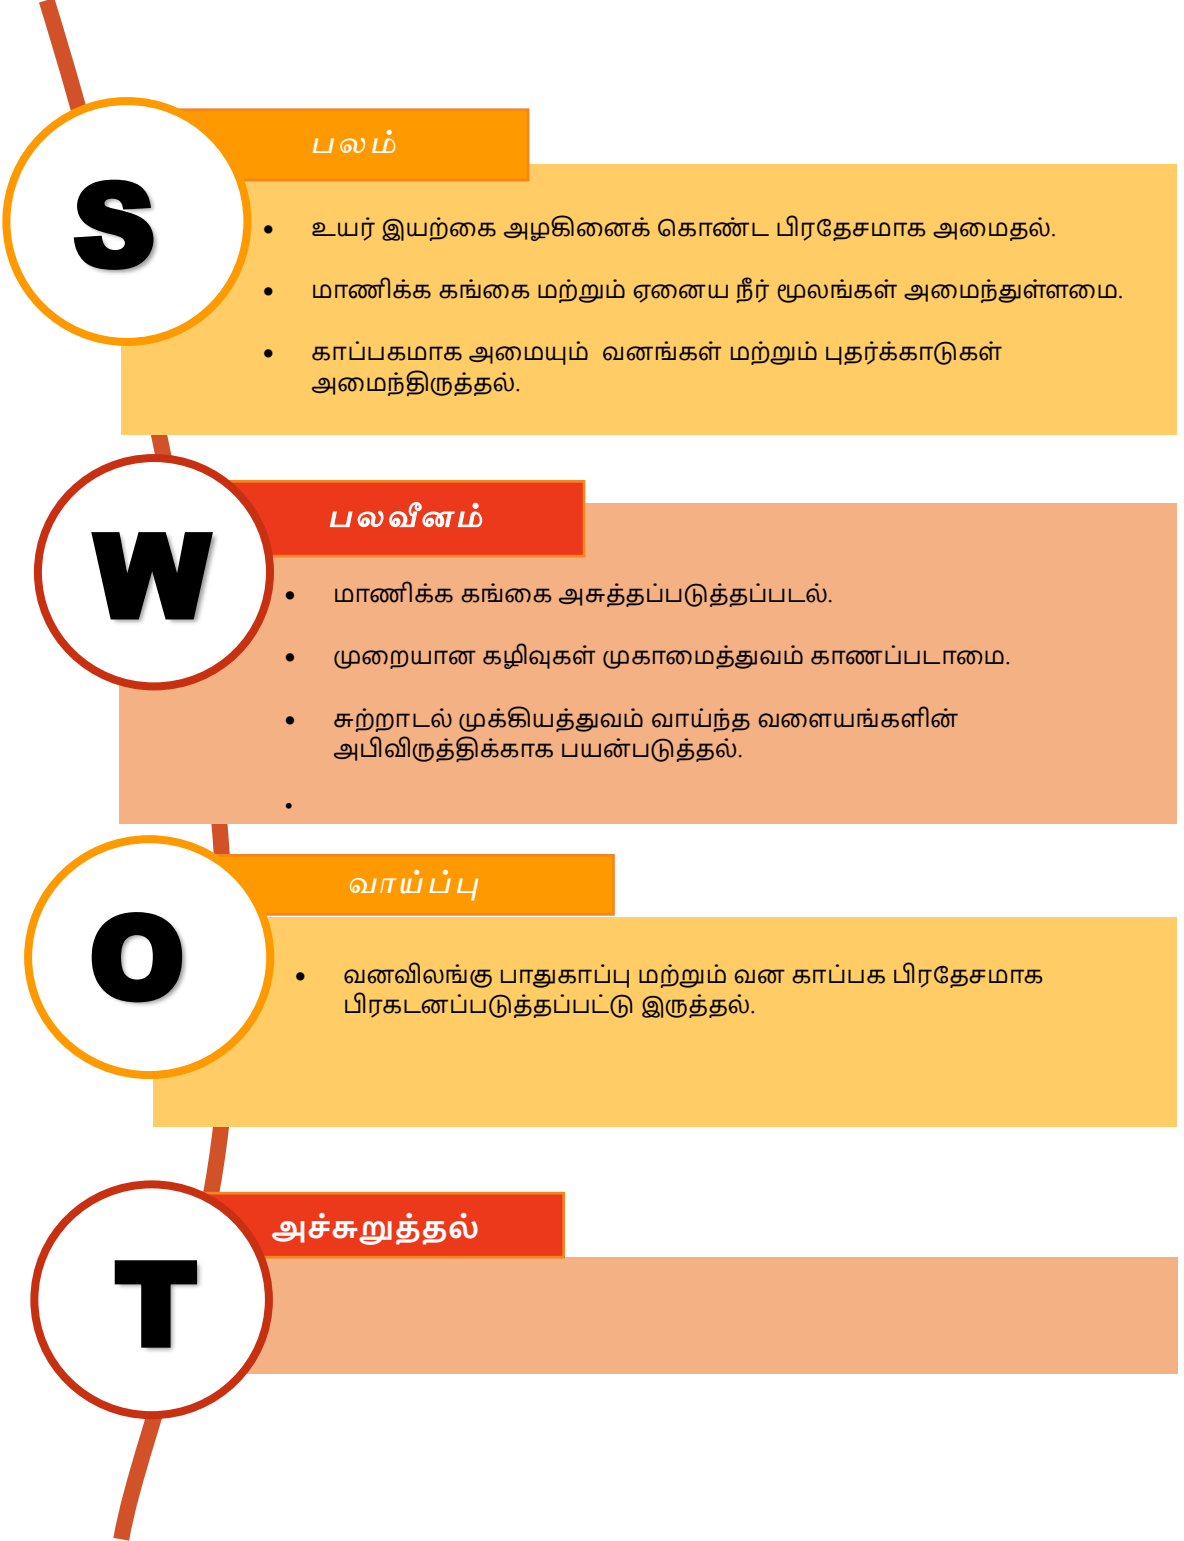 பலம்
S
• உயர் இயற்கை அழகினைக் கொண்ட பிரதேசமாக அமைதல்.
• மாணிக்க கங்கை மற்றும் ஏனைய நீர் மூலங்கள் அமைந்துள்ளமை.
• காப்பகமாக அமையும் வனங்கள் மற்றும் புதர்க்காடுகள்
அமைந்திருத்தல்.
பலவீனம்
W
• மாணிக்க கங்கை அசுத்தப்படுத்தப்படல்.
• முறையான கழிவுகள் முகாமைத்துவம் காணப்படாமை.
• சுற்றாடல் முக்கியத்துவம் வாய்ந்த வளையங்களின்
அபிவிருத்திக்காக பயன்படுத்தல்.
•
வாய்ப்பு
O
• வனவிலங்கு பாதுகாப்பு மற்றும் வன காப்பக பிரதேசமாக
பிரகடனப்படுத்தப்பட்டு இருத்தல்.
அச்சுறுத்தல்
T